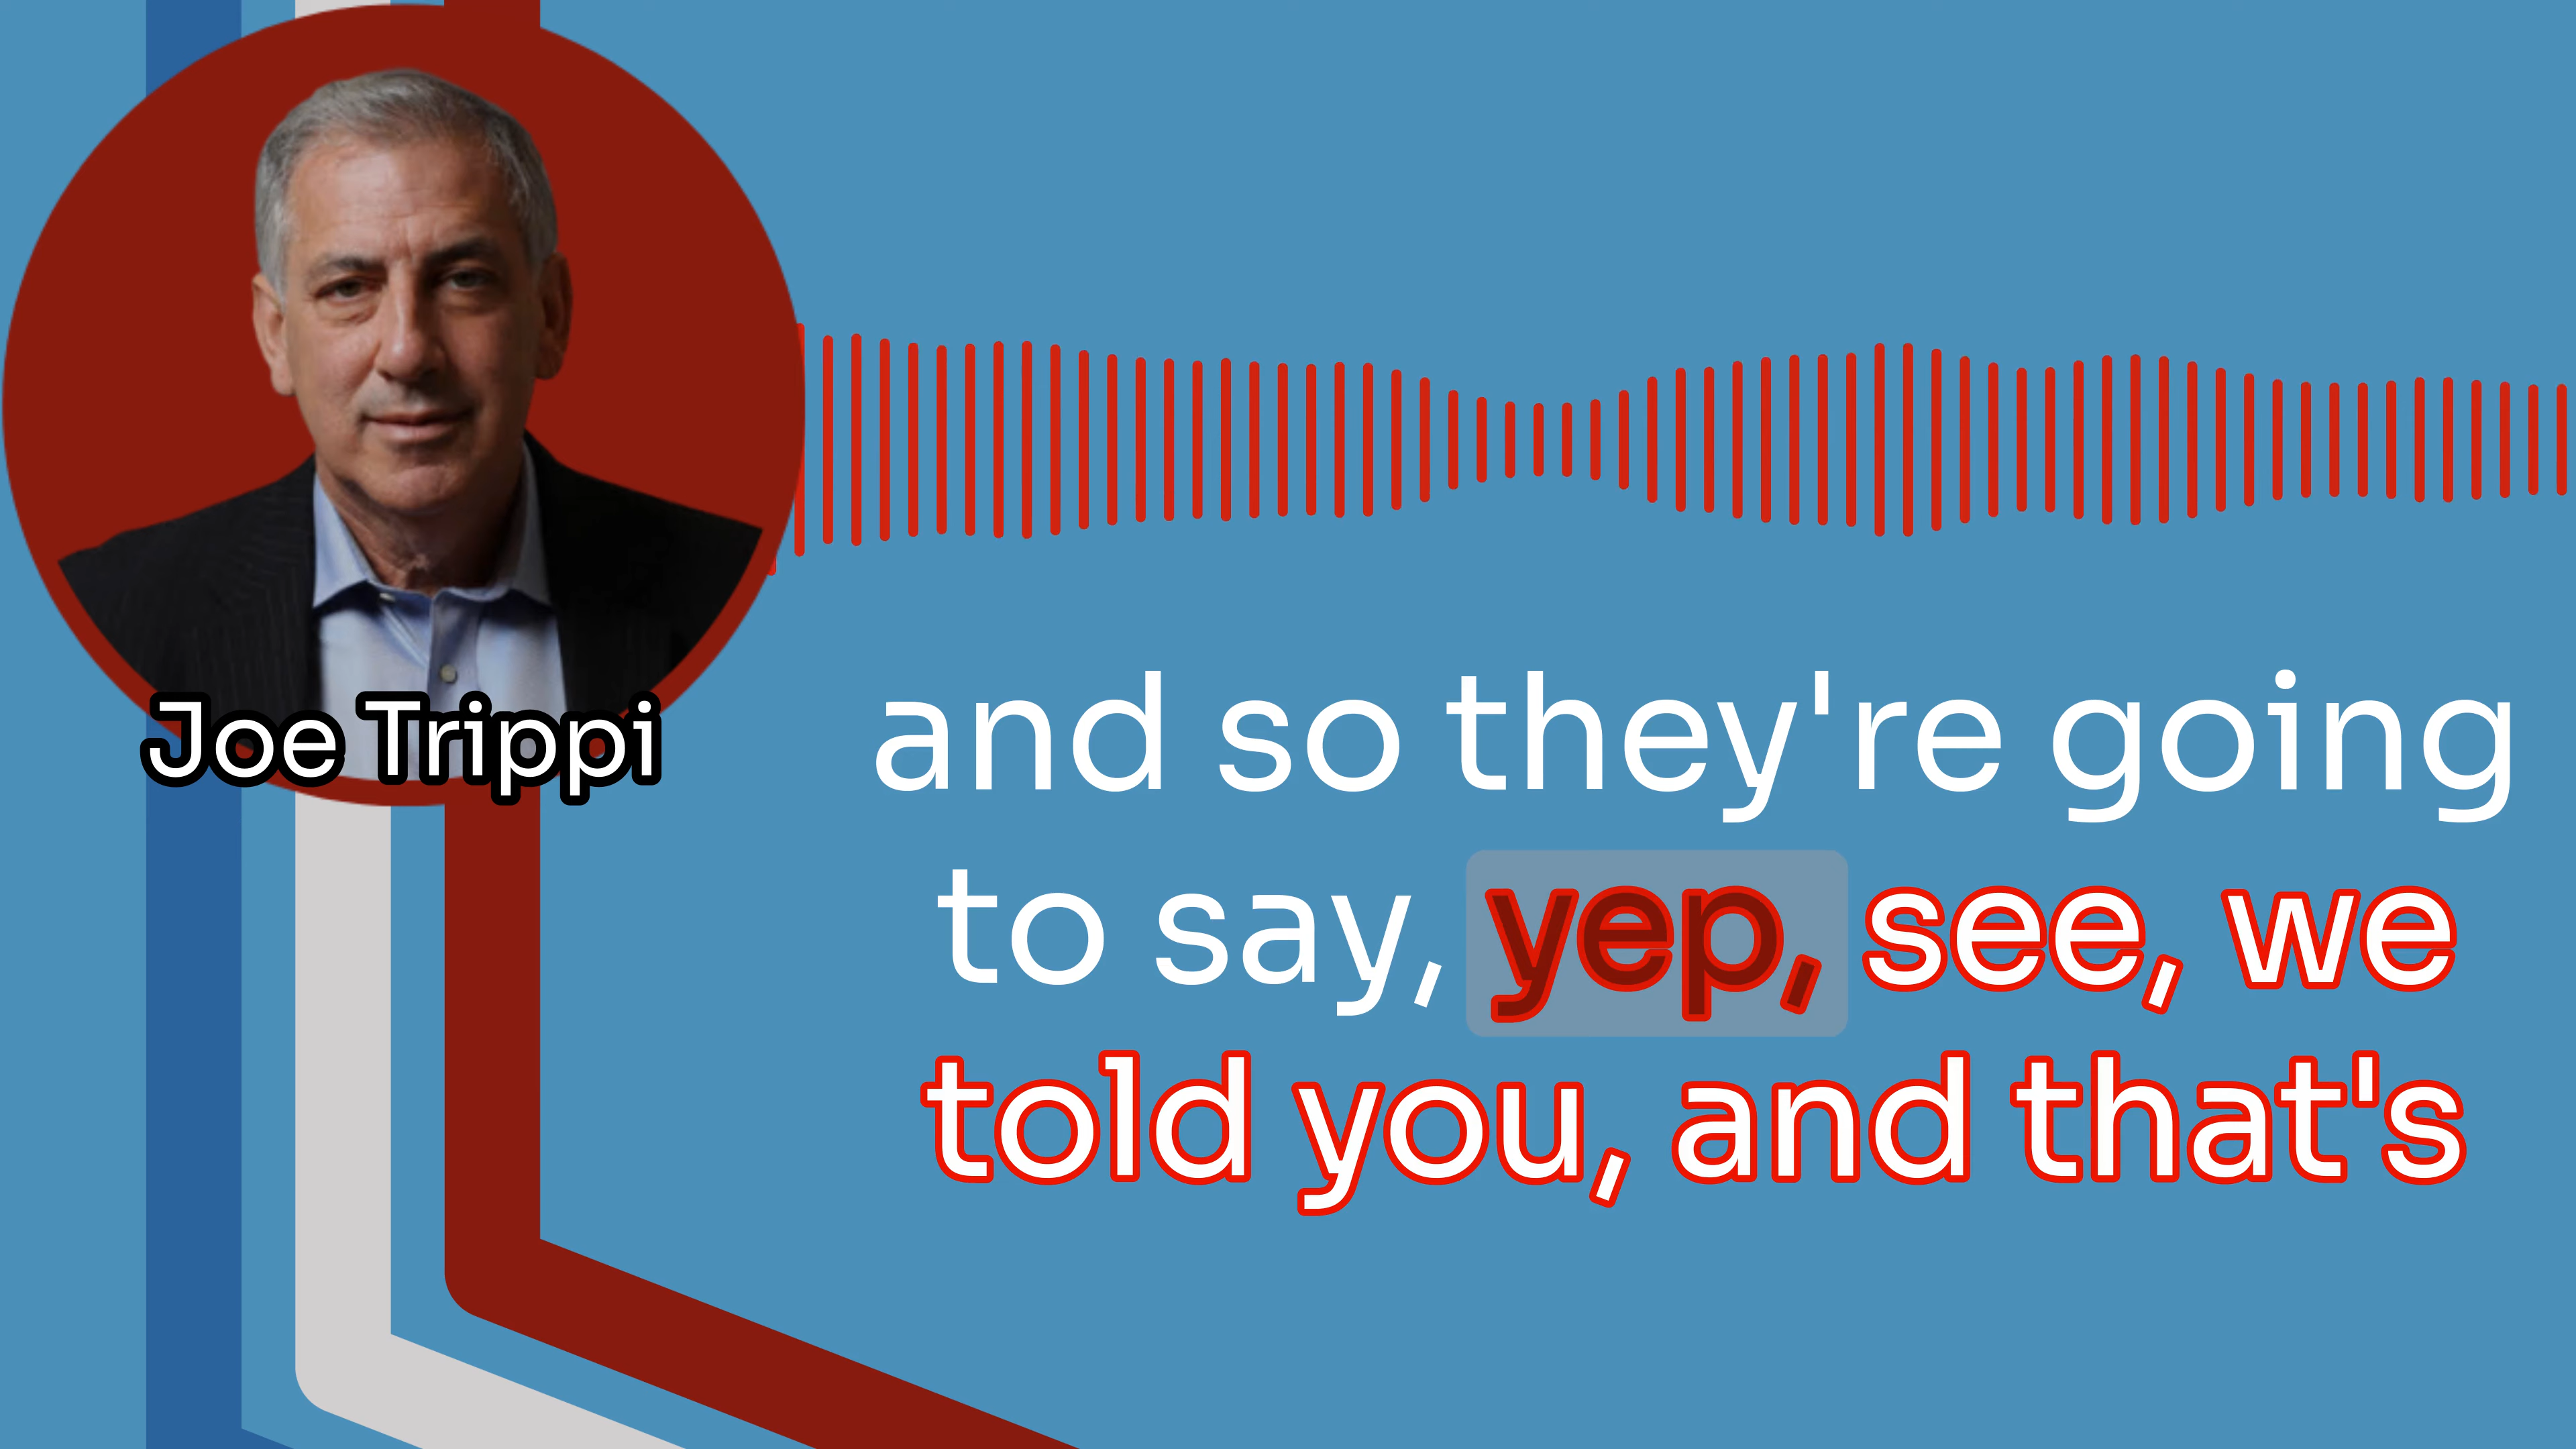 Joe Trippi
and so they're going
to say, yep, see, we
told you, and that's